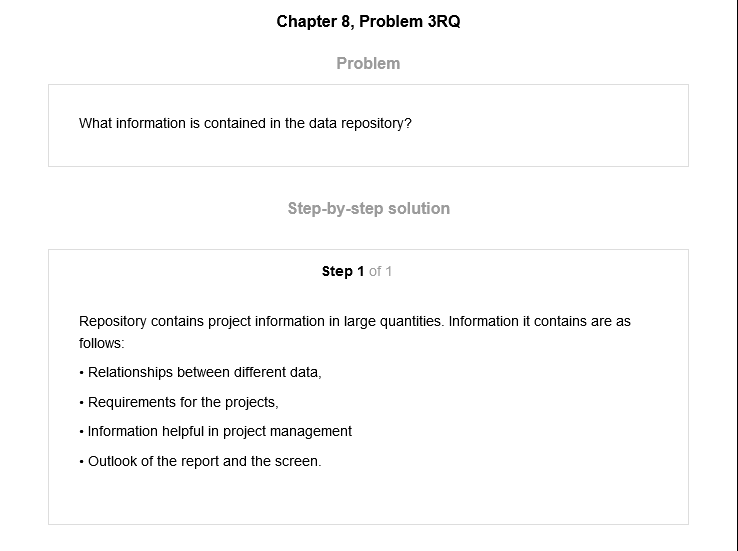 Chapter 8, Problem 3RQ
Problem
What information is contained in the data repository?
Step-by-step solution
Step 1 of 1
Repository contains project information in large quantities. Information it contains are as
follows:
• Relationships between different data,
• Requirements for the projects,
• Information helpful in project management
• Outlook of the report and the screen.